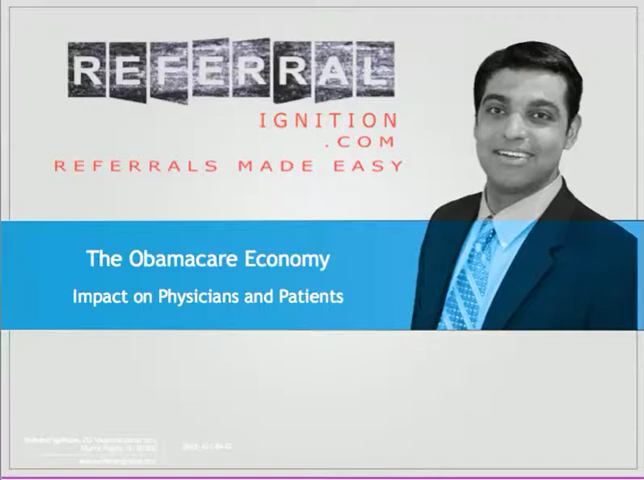 REFERRAL
IGNITION
.COM
REFERRALS MADE EASY
The Obamacare Economy
Impact on Physicians and Patients